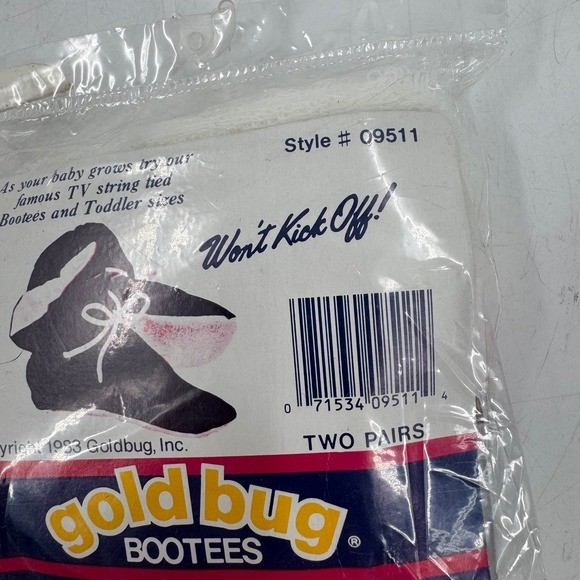 Style # 09511
As your baby grows try our
famous TV string tied
Bootees and Toddler sizes
Won't Kick Off!
0 71534 09511 4
TWO PAIRS
1983 Goldbug, Inc.
gold bug ®
BOOTEES